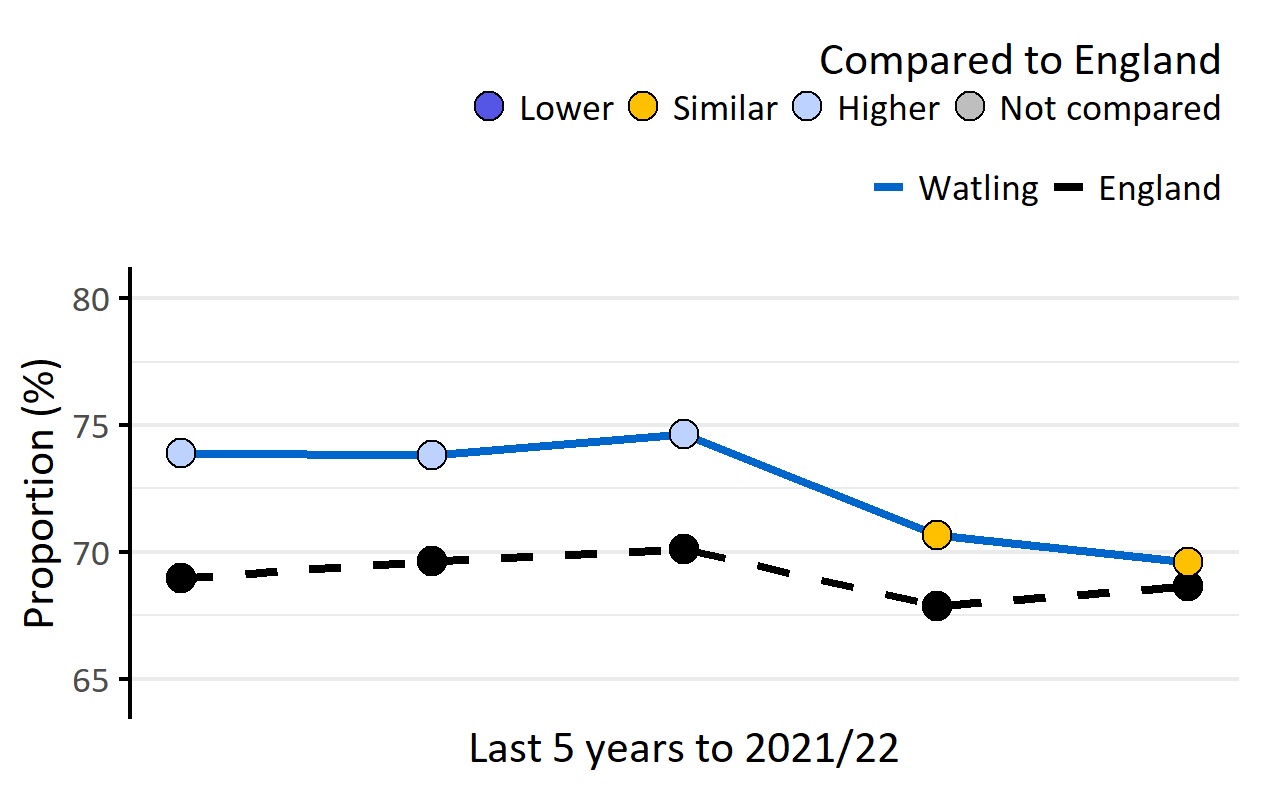 Compared to England
Lower Similar Higher Not compared
Watling England
80
75
70
65
Proportion (%)
Last 5 years to 2021/22